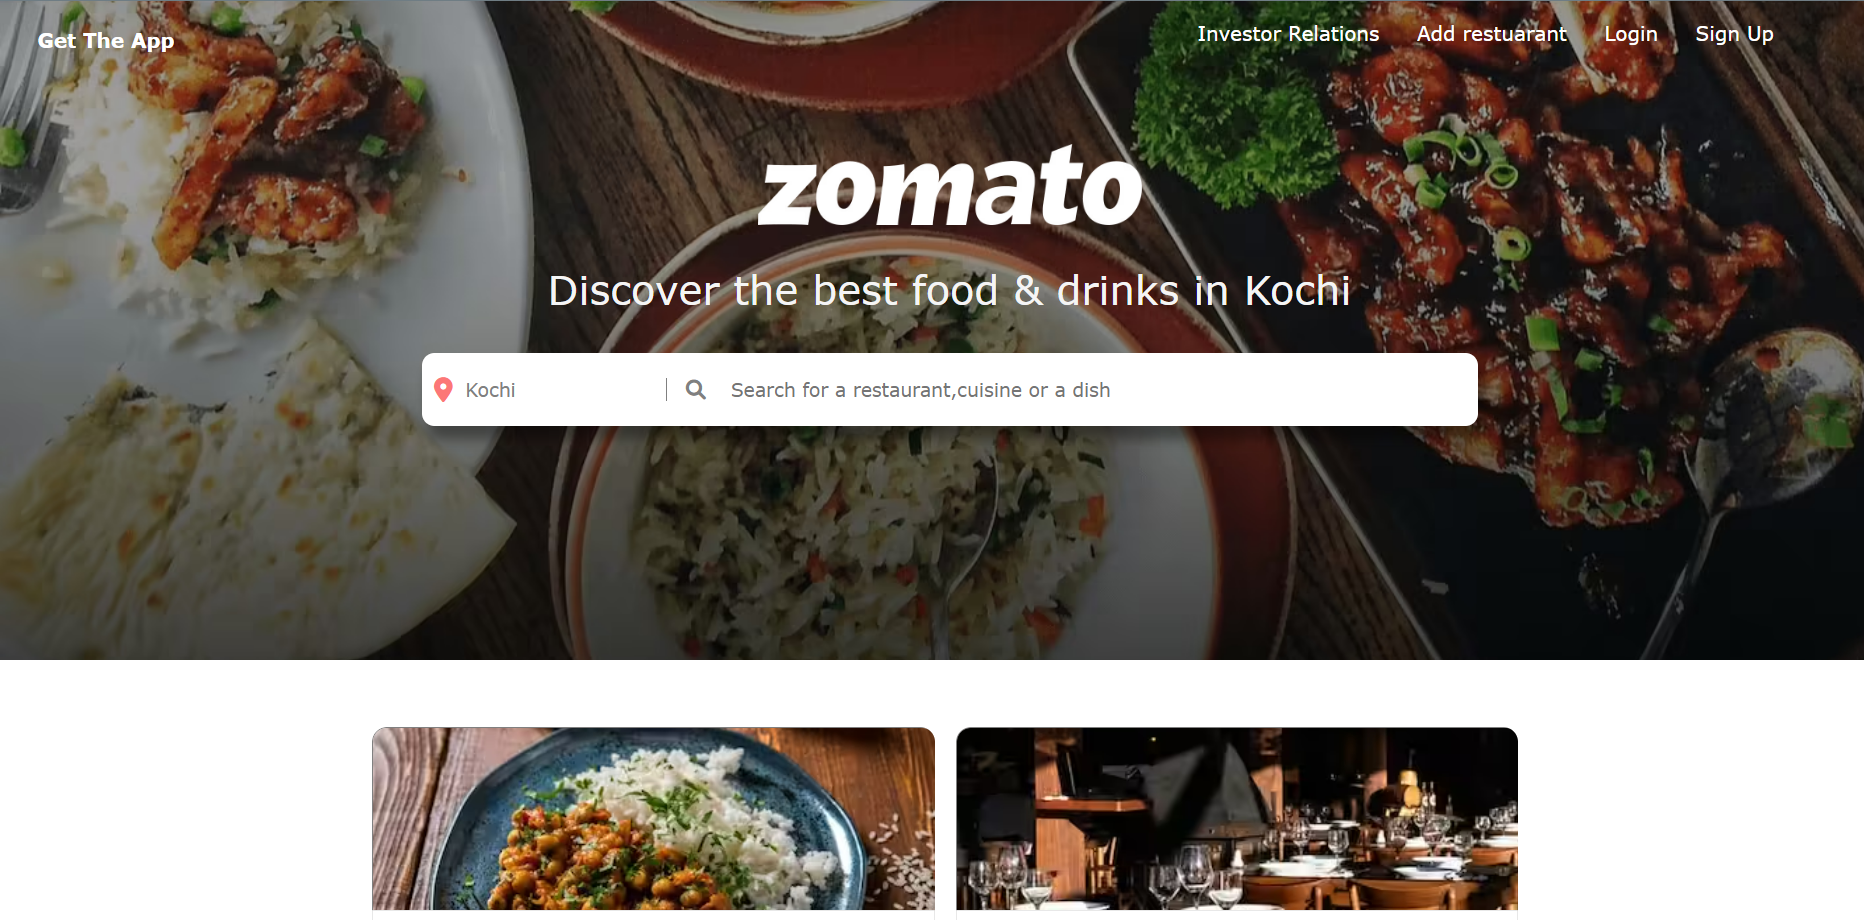 Get The App
Investor Relations Add restuarant Login Sign Up
zomato
Discover the best food & drinks in Kochi
Kochi Search for a restaurant,cuisine or a dish